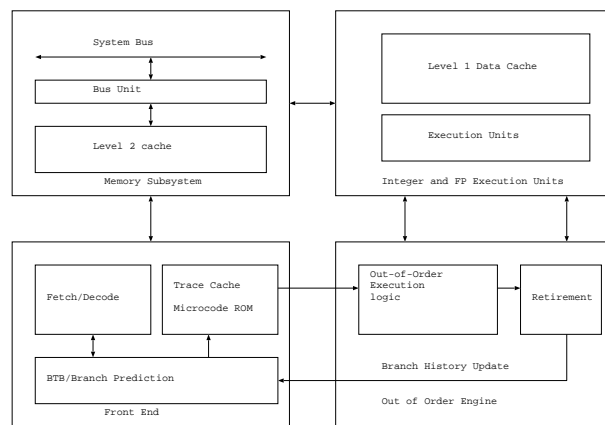 System Bus
Bus Unit
Level 2 cache
Memory Subsystem
Level 1 Data Cache
Execution Units
Integer and FP Execution Units
Fetch/Decode
Trace Cache
Microcode ROM
BTB/Branch Prediction
Front End
Out-of-Order
Execution
logic
Retirement
Branch History Update
Out of Order Engine